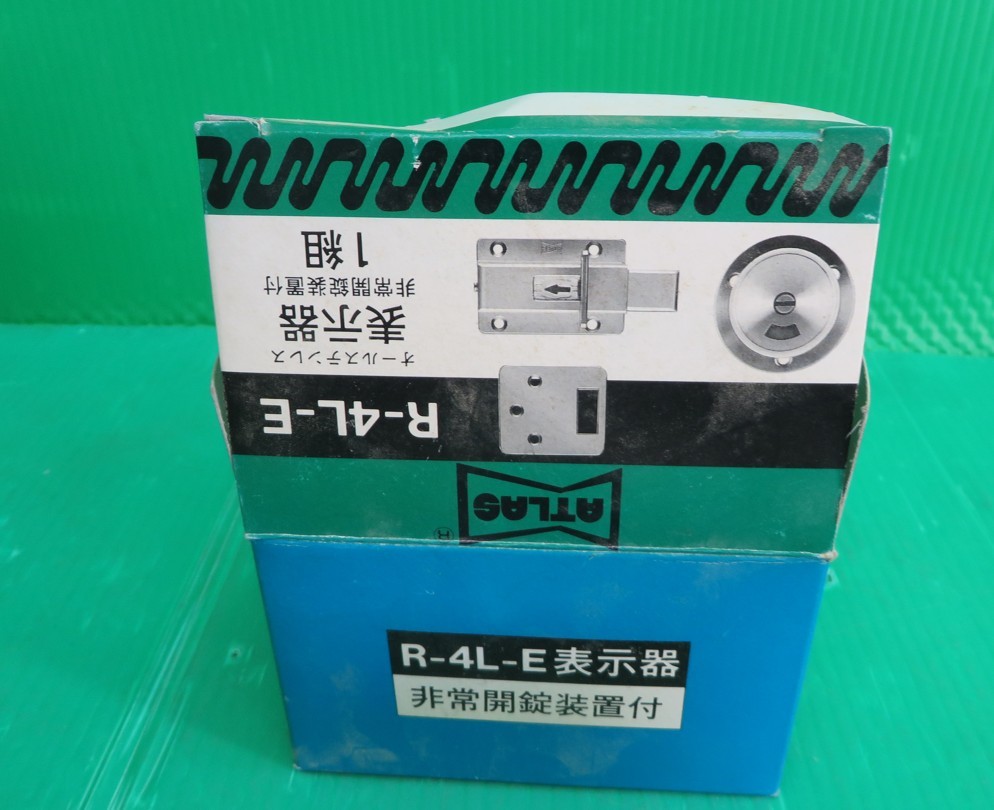 ATLAS
Ⓗ
R-4L-E
オールステンレス
表示器
非常開錠装置付
1組
R-4L-E表示器
非常開錠装置付